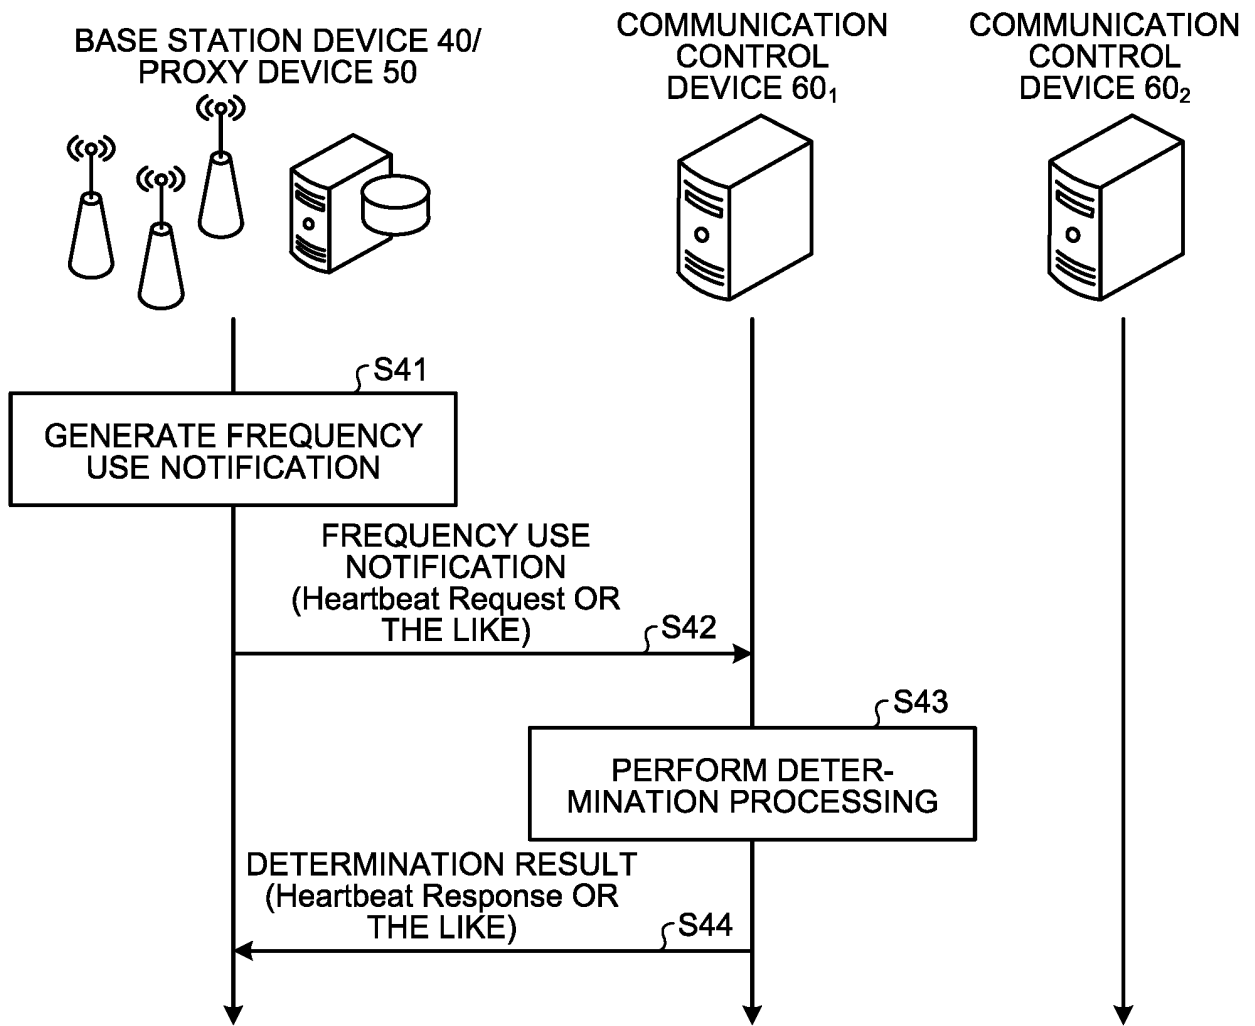 BASE STATION DEVICE 40/
PROXY DEVICE 50
COMMUNICATION
CONTROL
DEVICE 60₁
COMMUNICATION
CONTROL
DEVICE 60₂
S41
GENERATE FREQUENCY
USE NOTIFICATION
FREQUENCY USE
NOTIFICATION
(Heartbeat Request OR
THE LIKE)
S42
S43
PERFORM DETER-
MINATION PROCESSING
DETERMINATION RESULT
(Heartbeat Response OR
THE LIKE)
S44